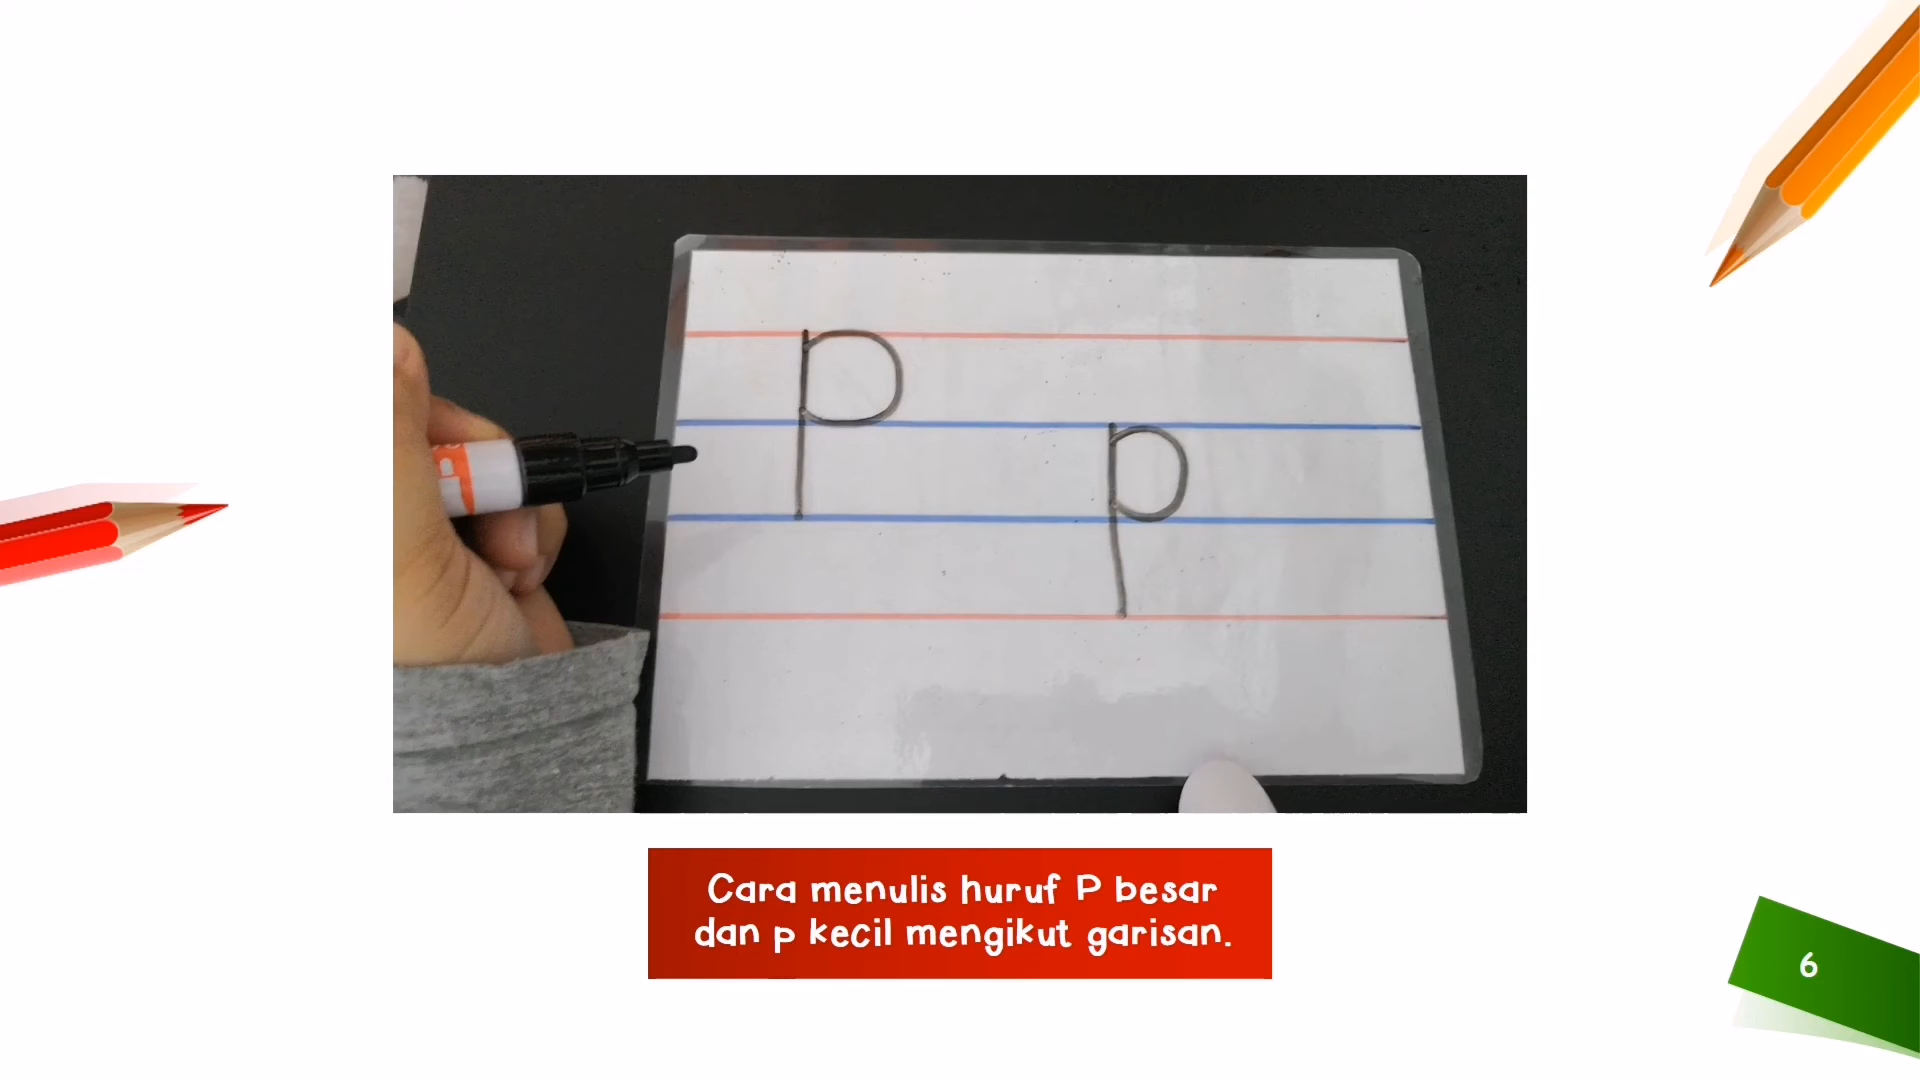 P p
Cara menulis huruf P besar
dan p kecil mengikut garisan.
6